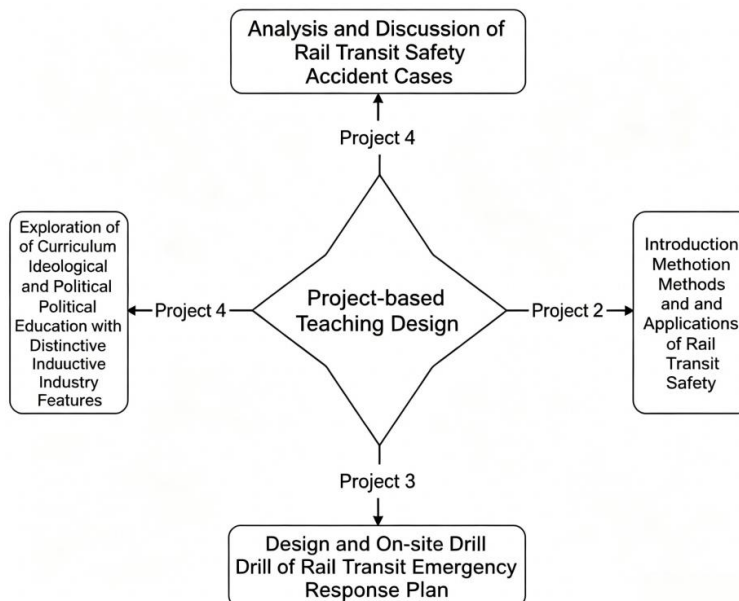 Analysis and Discussion of
Rail Transit Safety
Accident Cases
Project 4
Exploration of
of Curriculum
Ideological
and Political
Political
Education with
Distinctive
Induuctive
Industry
Features
Project 4
Project-based
Teaching Design
Project 2
Introduction
Methotion
Methods
and and
Applications
of Rail
Transit
Safety
Project 3
Design and On-site Drill
Drill of Rail Transit Emergency
Response Plan